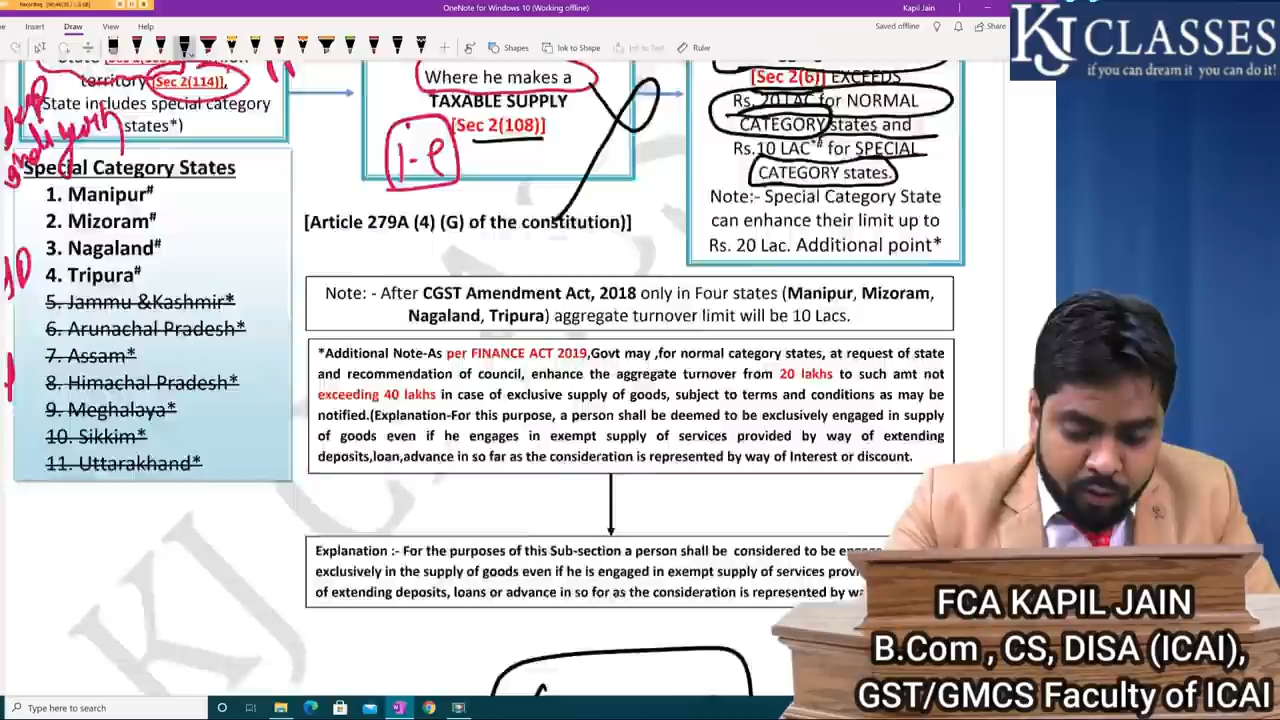 OneNote for Windows 10 (Working offline)
Kapil Jain
Insert
Draw
View
Help
Saved offline
Share
Shapes
Ink to Shape
Ink to Text
Ruler
KJ CLASSES
if you can dream it you can do it!
territory [Sec 2(114)],
State includes special category
states*)
Special Category States
1. Manipur#
2. Mizoram#
3. Nagaland#
4. Tripura#
5. Jammu &Kashmir*
6. Arunachal Pradesh*
7. Assam*
8. Himachal Pradesh*
9. Meghalaya*
10. Sikkim*
11. Uttarakhand*
Where he makes a
TAXABLE SUPPLY
[Sec 2(108)]
[Article 279A (4) (G) of the constitution)]
[Sec 2(6)] EXCEEDS
Rs. 20 LAC for NORMAL
CATEGORY states and
Rs.10 LAC*# for SPECIAL
CATEGORY states.
Note:- Special Category State
can enhance their limit up to
Rs. 20 Lac. Additional point*
Note: - After CGST Amendment Act, 2018 only in Four states (Manipur, Mizoram,
Nagaland, Tripura) aggregate turnover limit will be 10 Lacs.
*Additional Note-As per FINANCE ACT 2019,Govt may ,for normal category states, at request of state
and recommendation of council, enhance the aggregate turnover from 20 lakhs to such amt not
exceeding 40 lakhs in case of exclusive supply of goods, subject to terms and conditions as may be
notified.(Explanation-For this purpose, a person shall be deemed to be exclusively engaged in supply
of goods even if he engages in exempt supply of services provided by way of extending
deposits,loan,advance in so far as the consideration is represented by way of Interest or discount.
Explanation :- For the purposes of this Sub-section a person shall be considered to be
exclusively in the supply of goods even if he is engaged in exempt supply of services
of extending deposits, loans or advance in so far as the consideration is represented by
FCA KAPIL JAIN
B.Com , CS, DISA (ICAI),
GST/GMCS Faculty of ICAI
Type here to search